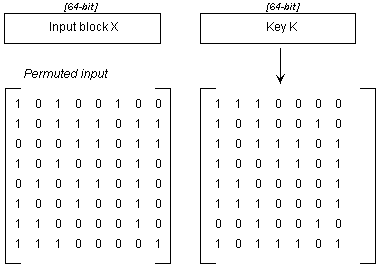 [64-bit] [64-bit]
Input block X Key K
Permuted input
1 0 1 0 0 1 0 0 1 1 1 0 0 0 0
1 0 1 1 1 0 1 1 1 0 1 0 0 1 0
0 0 0 1 1 0 1 1 1 0 1 1 1 0 1
1 0 1 0 0 0 1 0 1 0 0 1 1 0 1
0 1 0 1 1 0 1 0 1 1 0 0 0 0 1
1 0 1 1 0 1 0 1 1 1 1 0 0 0 1
1 1 0 0 0 0 1 0 0 0 1 0 0 1 0
1 1 1 0 0 0 0 1 1 0 1 1 1 0 1